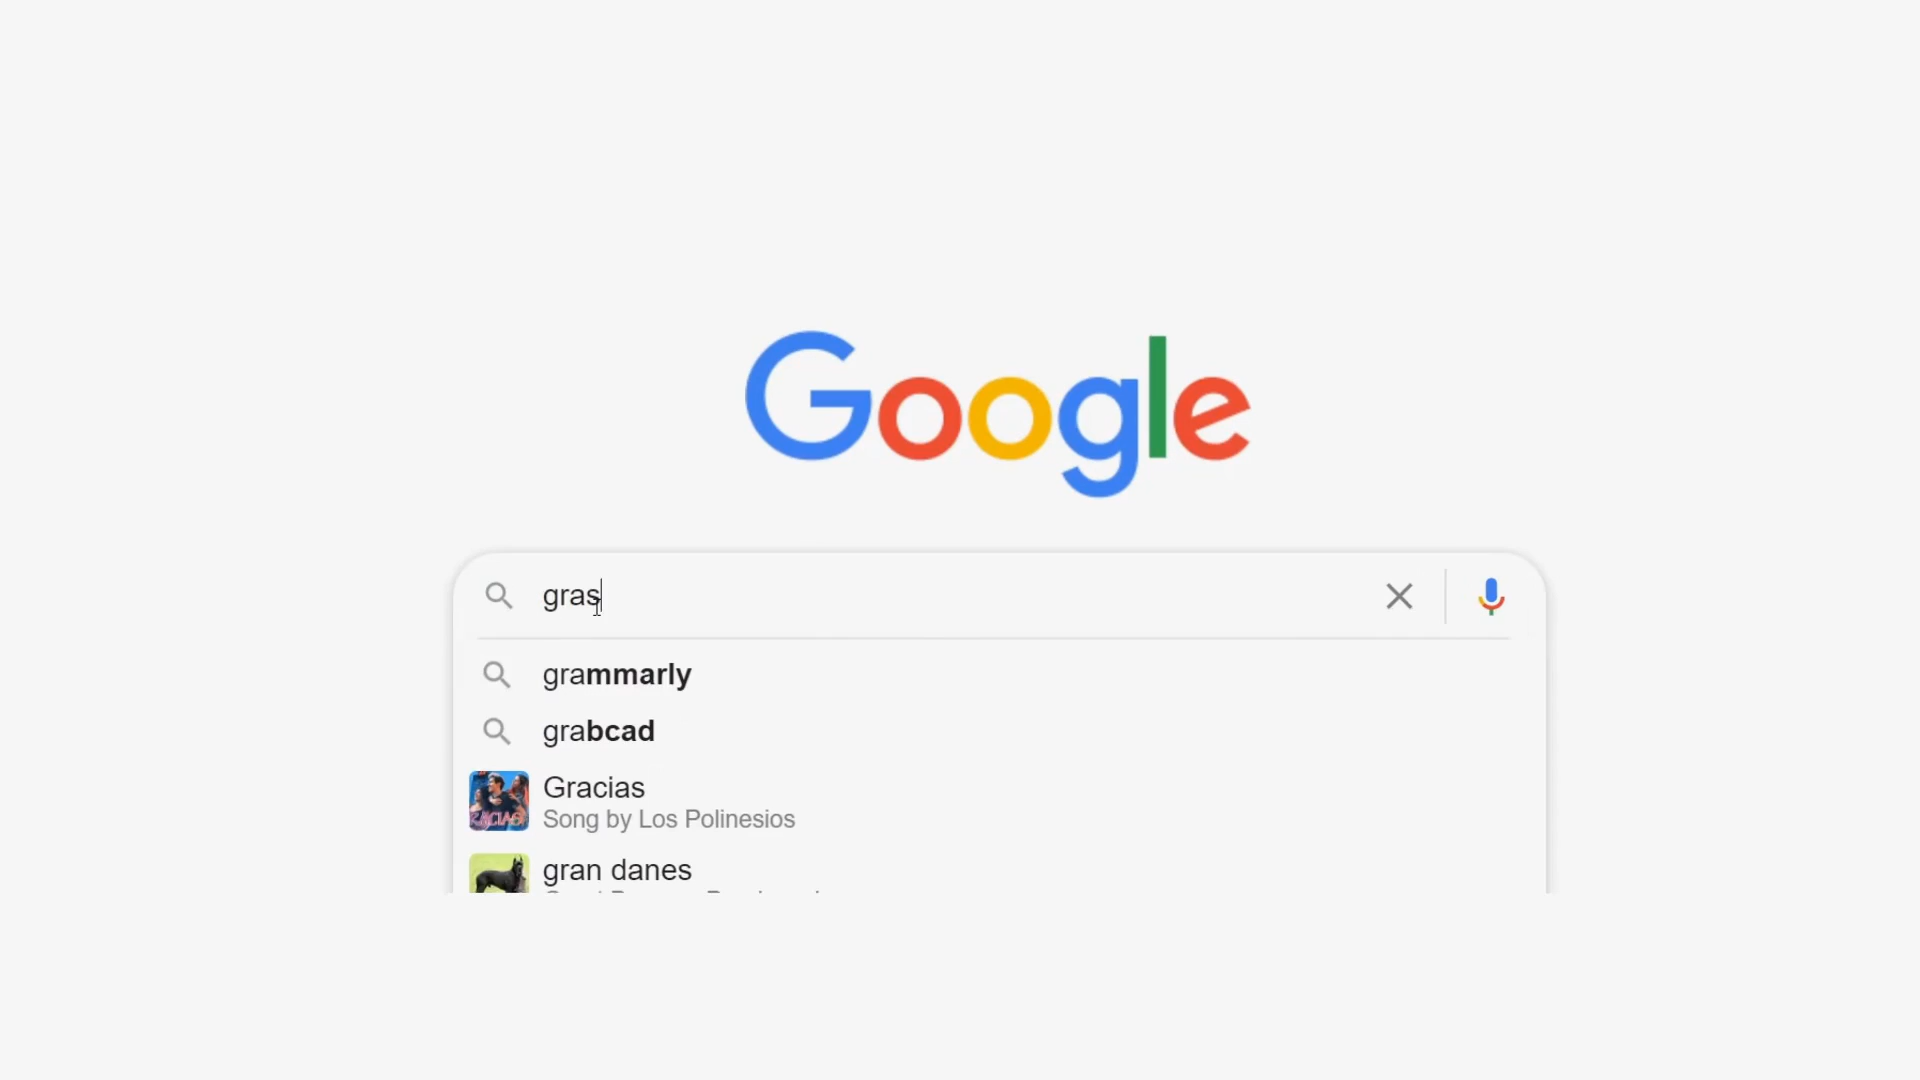 Google
gras
grammarly
grabcad
Gracias
Song by Los Polinesios
gran danes